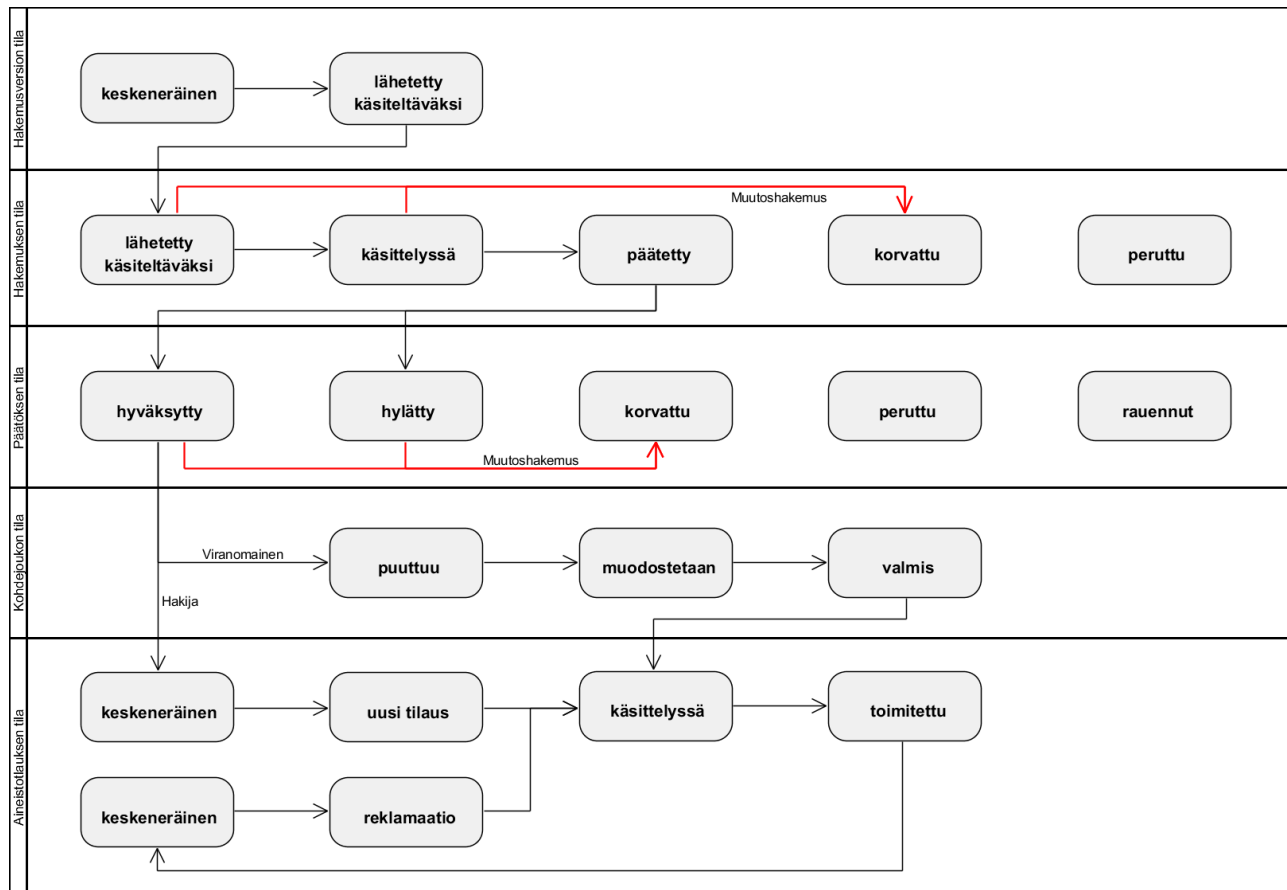 Hakemusversion tila
keskeneräinen
lähetetty
käsiteltäväksi
Hakemuksen tila
Muutoshakemus
lähetetty
käsiteltäväksi
käsittelyssä
päätetty
korvattu
peruttu
Päätöksen tila
hyväksytty
hylätty
korvattu
peruttu
rauennut
Muutoshakemus
Kohdejoukon tila
Viranomainen
puuttuu
muodostetaan
valmis
Hakija
Aineistotlauksen tila
keskeneräinen
uusi tilaus
käsittelyssä
toimitettu
keskeneräinen
reklamaatio